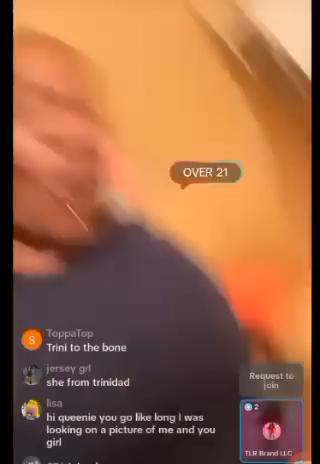 OVER 21
S
ToppaTop
Trini to the bone
jersey grl
she from trinidad
lisa
hi queenie you go like long I was
looking on a picture of me and you
girl
Request to
join
2
TLR Brand LLC